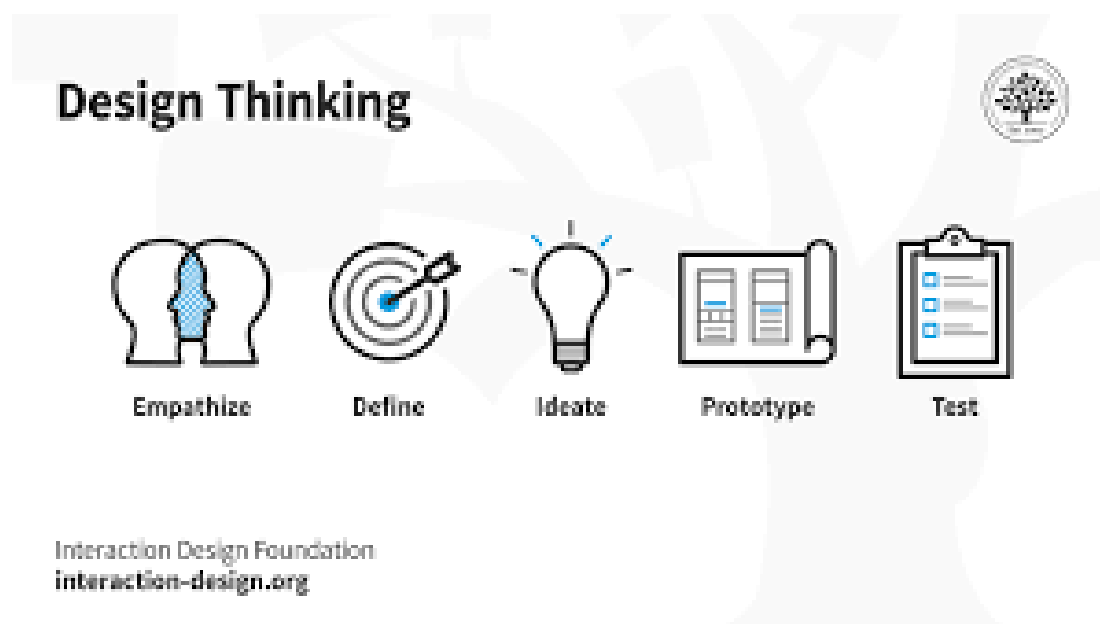 Design Thinking
Empathize
Define
Ideate
Prototype
Test
Interaction Design Foundation
interaction-design.org